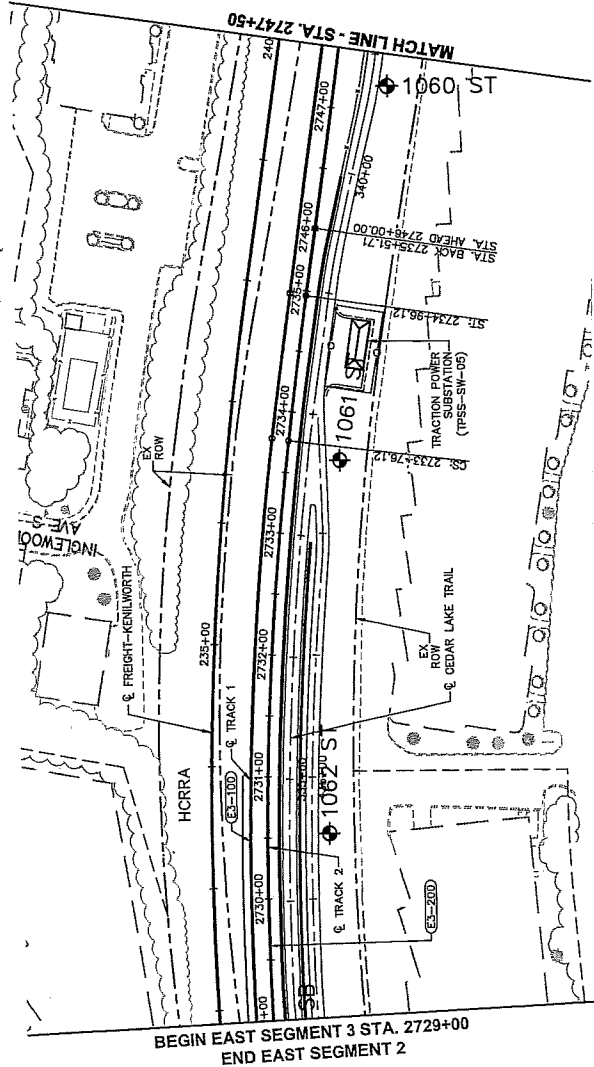 MATCH LINE - STA. 2747+50
240
2747+00
1060 ST
340+00
2746+00
STA. BACK 2735+51.71
STA. AHEAD 2746+00.00
2735+00
ST: 2734+96.12
TRACTION POWER
SUBSTATION
(TPSS-SW-05)
1061 S
2734+00
CS: 2733+76.12
EX
ROW
2733+00
AVE S
℄ FREIGHT-KENILWORTH
235+00
2732+00
EX
ROW
℄ CEDAR LAKE TRAIL
℄ TRACK 1
2731+00
HCRRA
E3-100
1062 S
2730+00
℄ TRACK 2
E3-200
+00
SB
BEGIN EAST SEGMENT 3 STA. 2729+00
END EAST SEGMENT 2